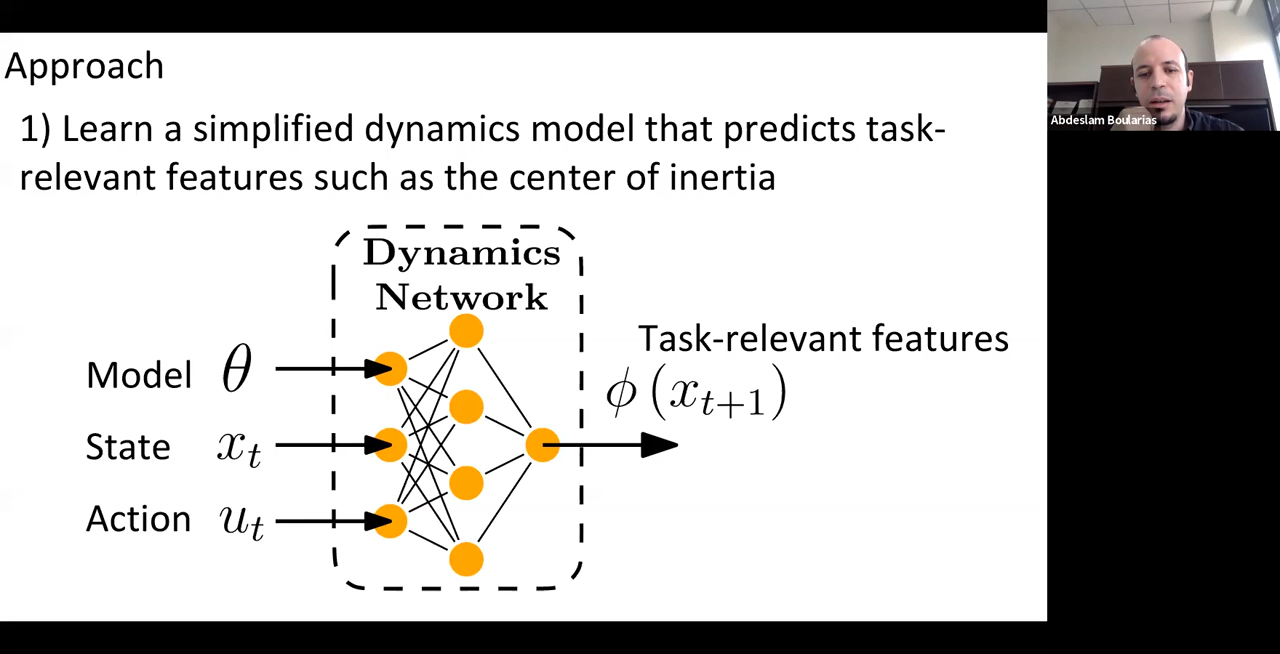 Approach
1) Learn a simplified dynamics model that predicts task-
relevant features such as the center of inertia
Dynamics
Network
Model θ
State x_t
Action u_t
Task-relevant features
ϕ(x_{t+1})
Abdeslam Boularias